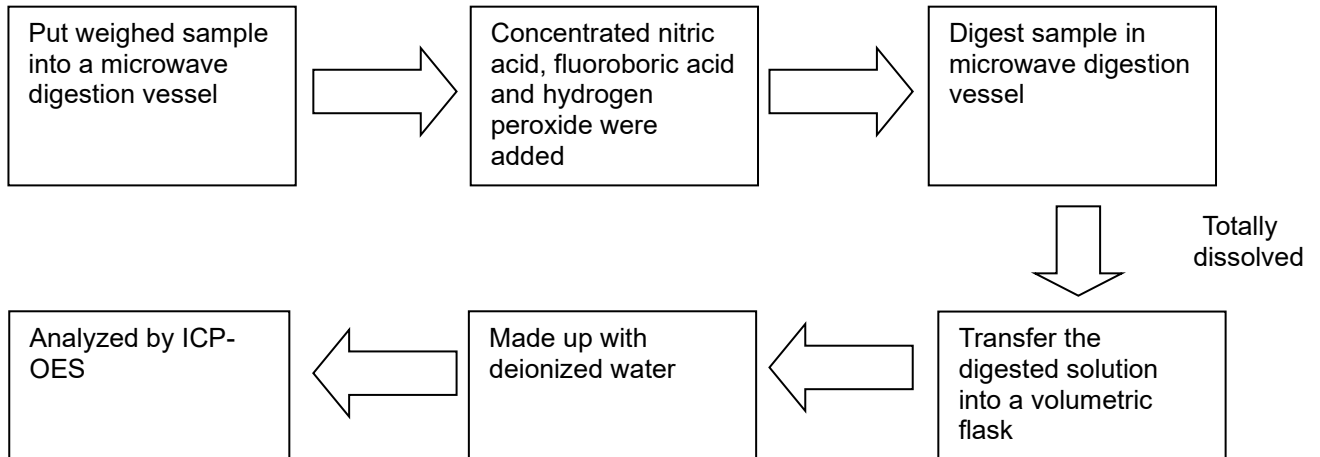 Put weighed sample
into a microwave
digestion vessel
Concentrated nitric
acid, fluoroboric acid
and hydrogen
peroxide were
added
Digest sample in
microwave digestion
vessel
Totally
dissolved
Transfer the
digested solution
into a volumetric
flask
Made up with
deionized water
Analyzed by ICP-
OES